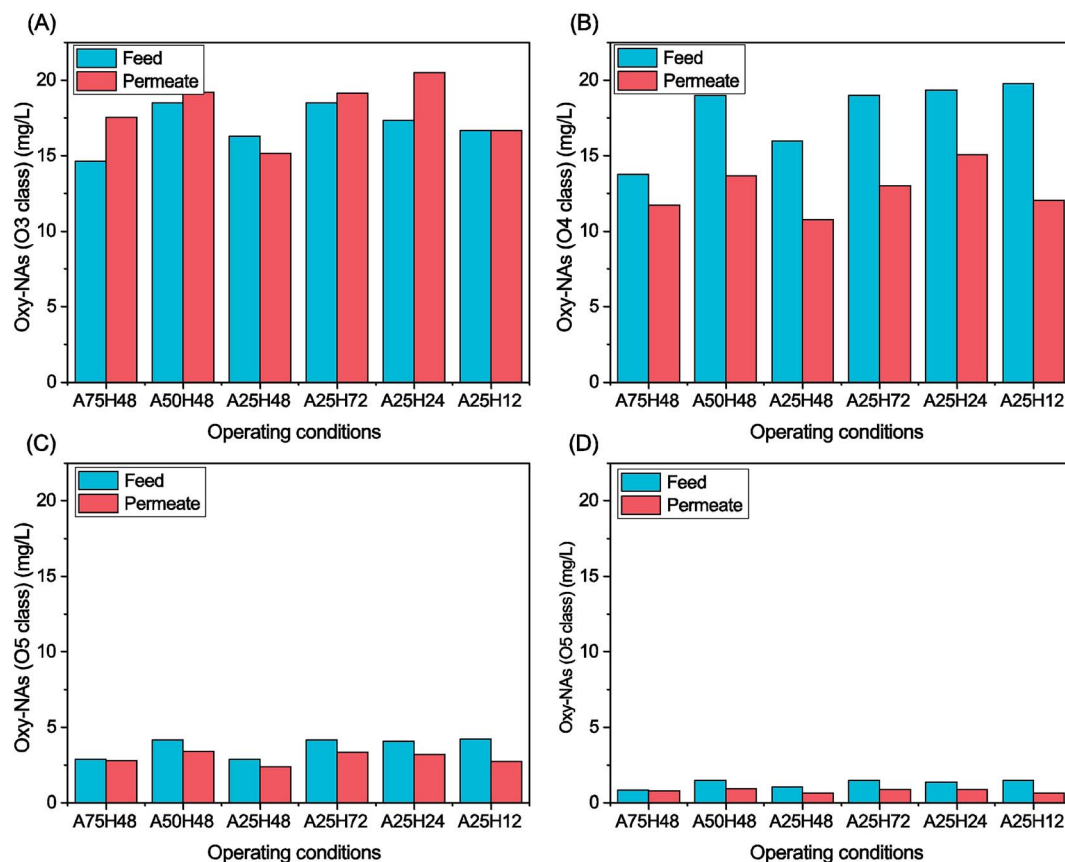 (A)
Feed
Permeate
Oxy-NAs (O3 class) (mg/L)
20
15
10
5
0
A75H48 A50H48 A25H48 A25H72 A25H24 A25H12
Operating conditions
(B)
Feed
Permeate
Oxy-NAs (O4 class) (mg/L)
20
15
10
5
0
A75H48 A50H48 A25H48 A25H72 A25H24 A25H12
Operating conditions
(C)
Feed
Permeate
Oxy-NAs (O5 class) (mg/L)
20
15
10
5
0
A75H48 A50H48 A25H48 A25H72 A25H24 A25H12
Operating conditions
(D)
Feed
Permeate
Oxy-NAs (O5 class) (mg/L)
20
15
10
5
0
A75H48 A50H48 A25H48 A25H72 A25H24 A25H12
Operating conditions